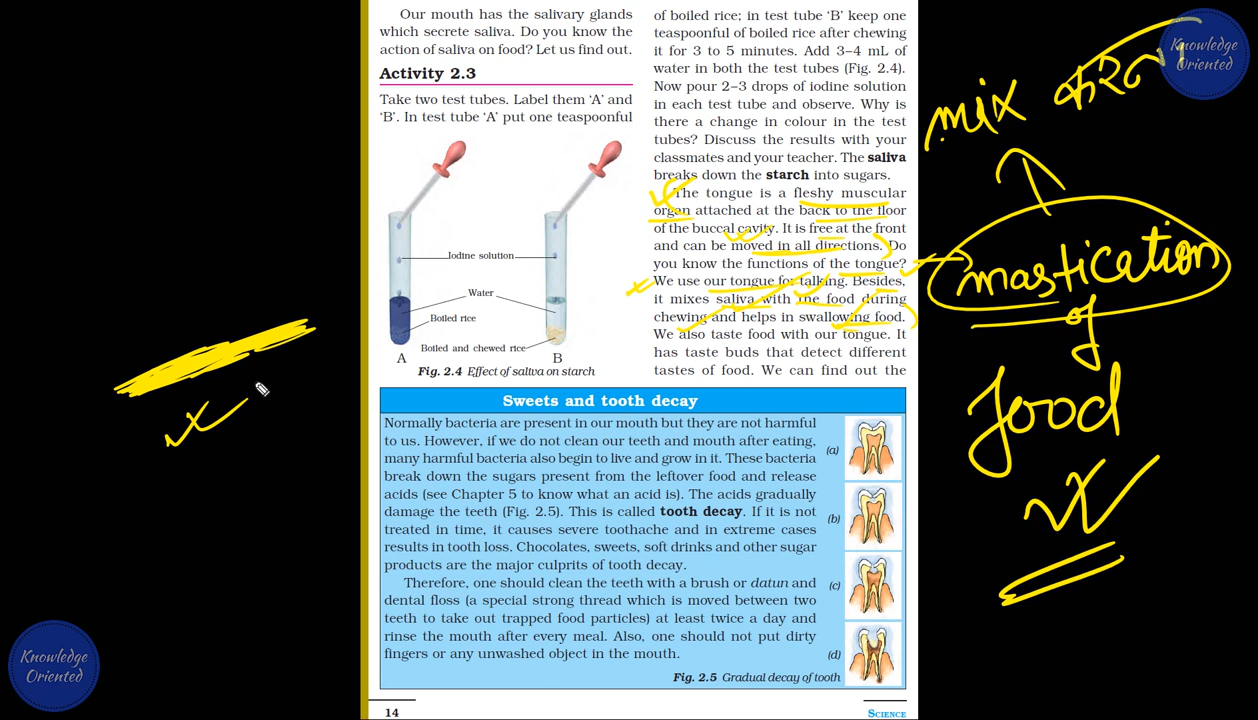 Our mouth has the salivary glands
which secrete saliva. Do you know the
action of saliva on food? Let us find out.
Activity 2.3
Take two test tubes. Label them ‘A’ and
‘B’. In test tube ‘A’ put one teaspoonful
Iodine solution
Water
Boiled rice
Boiled and chewed rice
A
B
Fig. 2.4 Effect of saliva on starch
of boiled rice; in test tube ‘B’ keep one
teaspoonful of boiled rice after chewing
it for 3 to 5 minutes. Add 3–4 mL of
water in both the test tubes (Fig. 2.4).
Now pour 2–3 drops of iodine solution
in each test tube and observe. Why is
there a change in colour in the test
tubes? Discuss the results with your
classmates and your teacher. The saliva
breaks down the starch into sugars.
The tongue is a fleshy muscular
organ attached at the back to the floor
of the buccal cavity. It is free at the front
and can be moved in all directions. Do
you know the functions of the tongue?
We use our tongue for talking. Besides,
it mixes saliva with the food during
chewing and helps in swallowing food.
We also taste food with our tongue. It
has taste buds that detect different
tastes of food. We can find out the
Sweets and tooth decay
Normally bacteria are present in our mouth but they are not harmful
to us. However, if we do not clean our teeth and mouth after eating,
many harmful bacteria also begin to live and grow in it. These bacteria
break down the sugars present from the leftover food and release
acids (see Chapter 5 to know what an acid is). The acids gradually
damage the teeth (Fig. 2.5). This is called tooth decay. If it is not
treated in time, it causes severe toothache and in extreme cases
results in tooth loss. Chocolates, sweets, soft drinks and other sugar
products are the major culprits of tooth decay.
Therefore, one should clean the teeth with a brush or datun and
dental floss (a special strong thread which is moved between two
teeth to take out trapped food particles) at least twice a day and
rinse the mouth after every meal. Also, one should not put dirty
fingers or any unwashed object in the mouth.
(a)
(b)
(c)
(d)
Fig. 2.5 Gradual decay of tooth
14
SCIENCE
mix करना
mastication
of
food
Knowledge
Oriented
Knowledge
Oriented